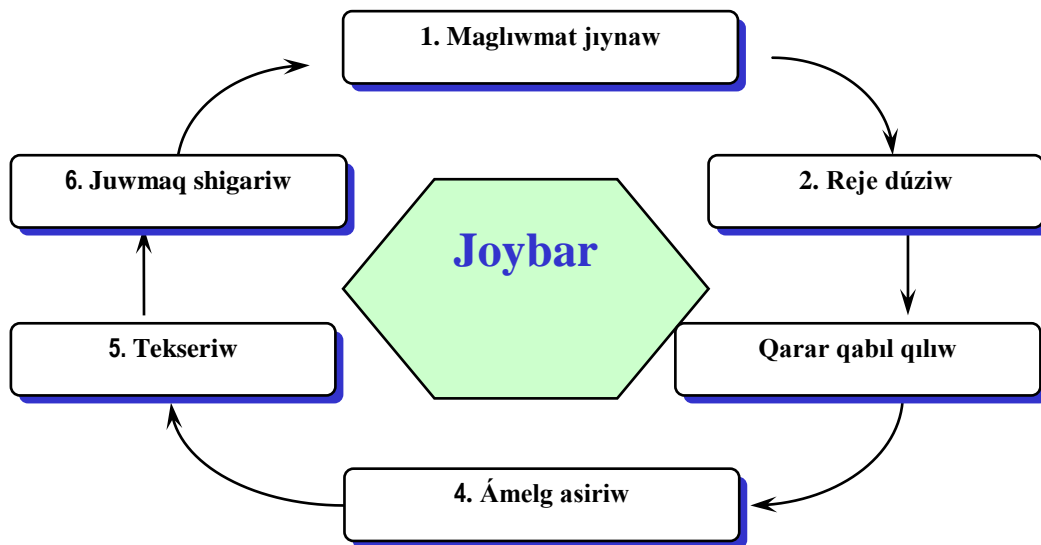 1. Maglıwmat jıynaw
6. Juwmaq shigariw
2. Reje dúziw
Joybar
5. Tekseriw
Qarar qabıl qılıw
4. Ámelg asiriw